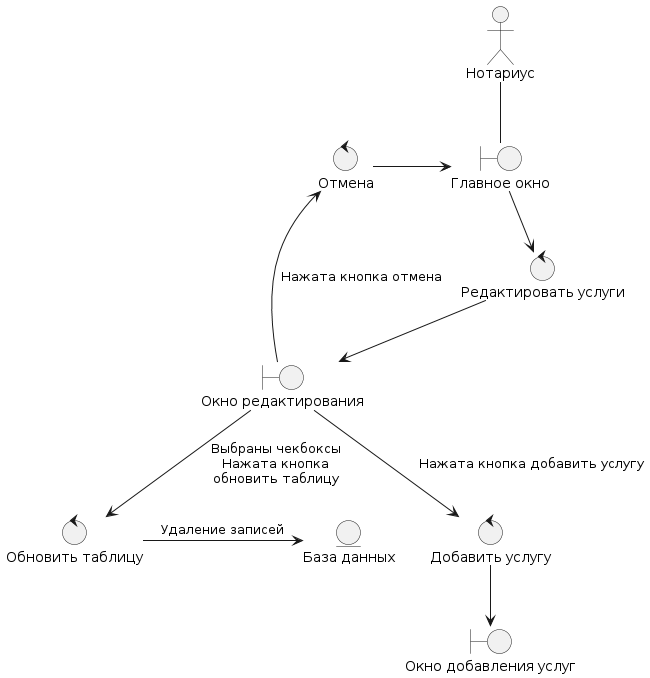 Нотариус
Отмена
Главное окно
Нажата кнопка отмена
Редактировать услуги
Окно редактирования
Выбраны чекбоксы
Нажата кнопка
обновить таблицу
Нажата кнопка добавить услугу
Обновить таблицу
Удаление записей
База данных
Добавить услугу
Окно добавления услуг